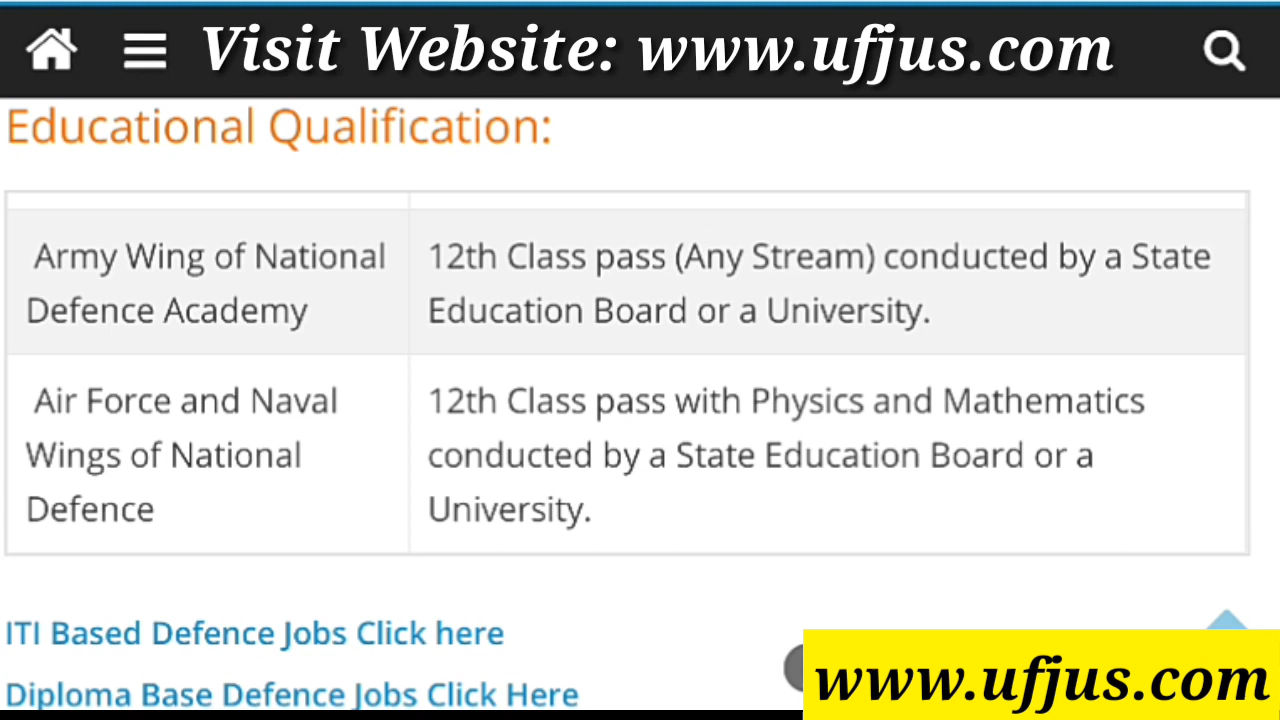 Visit Website: www.ufjus.com
Educational Qualification:
Army Wing of National
Defence Academy
12th Class pass (Any Stream) conducted by a State
Education Board or a University.
Air Force and Naval
Wings of National
Defence
12th Class pass with Physics and Mathematics
conducted by a State Education Board or a
University.
ITI Based Defence Jobs Click here
Diploma Base Defence Jobs Click Here
www.ufjus.com